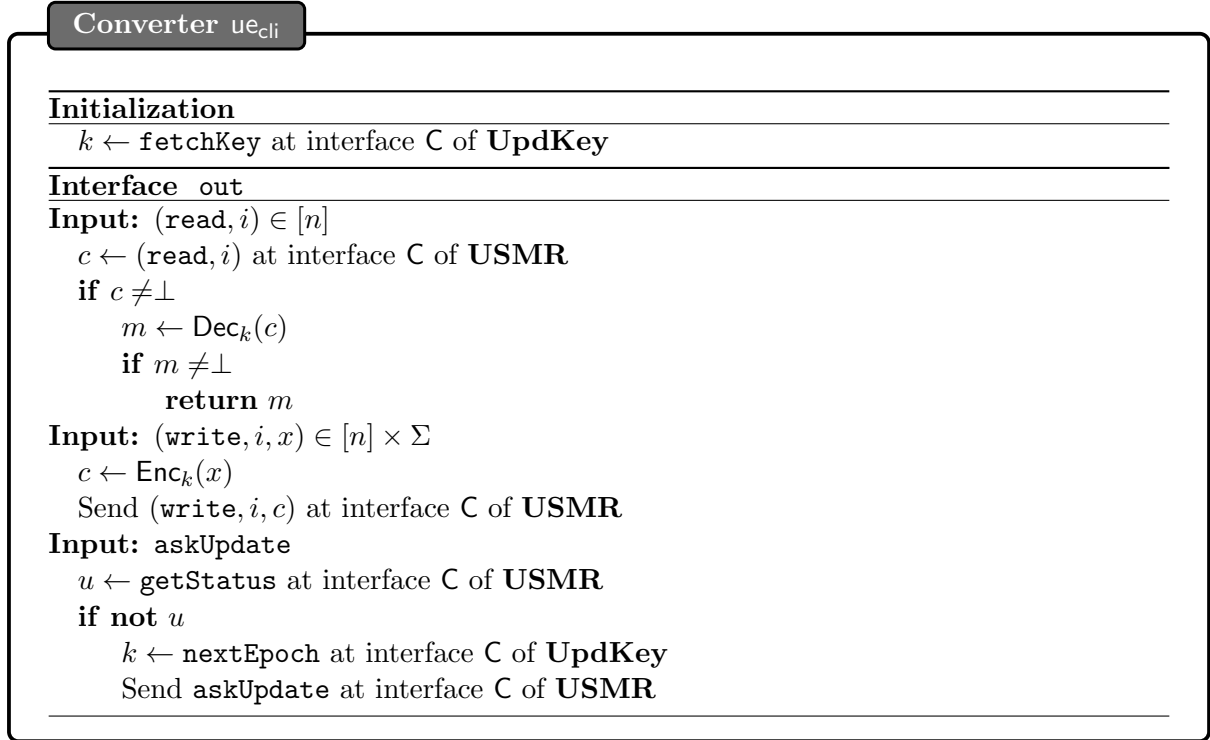 Converter ue_cli
Initialization
k ← fetchKey at interface C of UpdKey
Interface out
Input: (read, i) ∈ [n]
c ← (read, i) at interface C of USMR
if c ≠⊥
m ← Dec_k(c)
if m ≠⊥
return m
Input: (write, i, x) ∈ [n] × Σ
c ← Enc_k(x)
Send (write, i, c) at interface C of USMR
Input: askUpdate
u ← getStatus at interface C of USMR
if not u
k ← nextEpoch at interface C of UpdKey
Send askUpdate at interface C of USMR